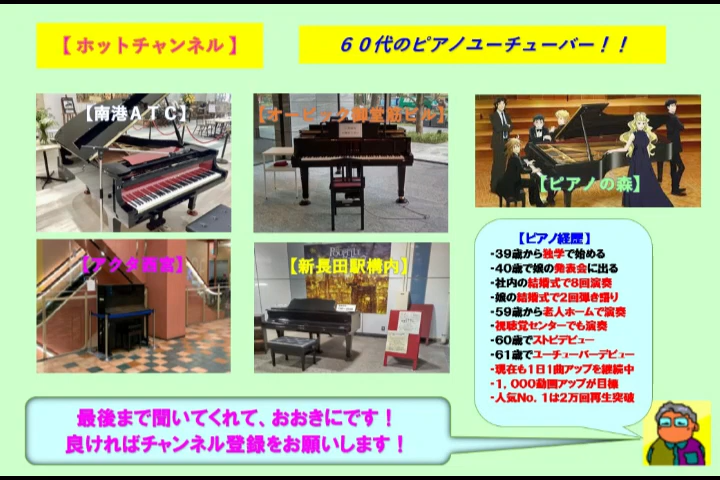 【ホットチャンネル】
６０代のピアノユーチューバー！！
【南港ＡＴＣ】
【オービック御堂筋ビル】
【ピアノの森】
【アクタ西宮】
【新長田駅構内】
【ピアノ経歴】
・39歳から独学で始める
・40歳で娘の発表会に出る
・社内の結婚式で8回演奏
・娘の結婚式で2回弾き語り
・59歳から老人ホームで演奏
・視聴覚センターでも演奏
・60歳でストピデビュー
・61歳でユーチューバーデビュー
・現在も1日1曲アップを継続中
・1，000動画アップが目標
・人気No．1は2万回再生突破
最後まで聞いてくれて、おおきにです！
良ければチャンネル登録をお願いします！